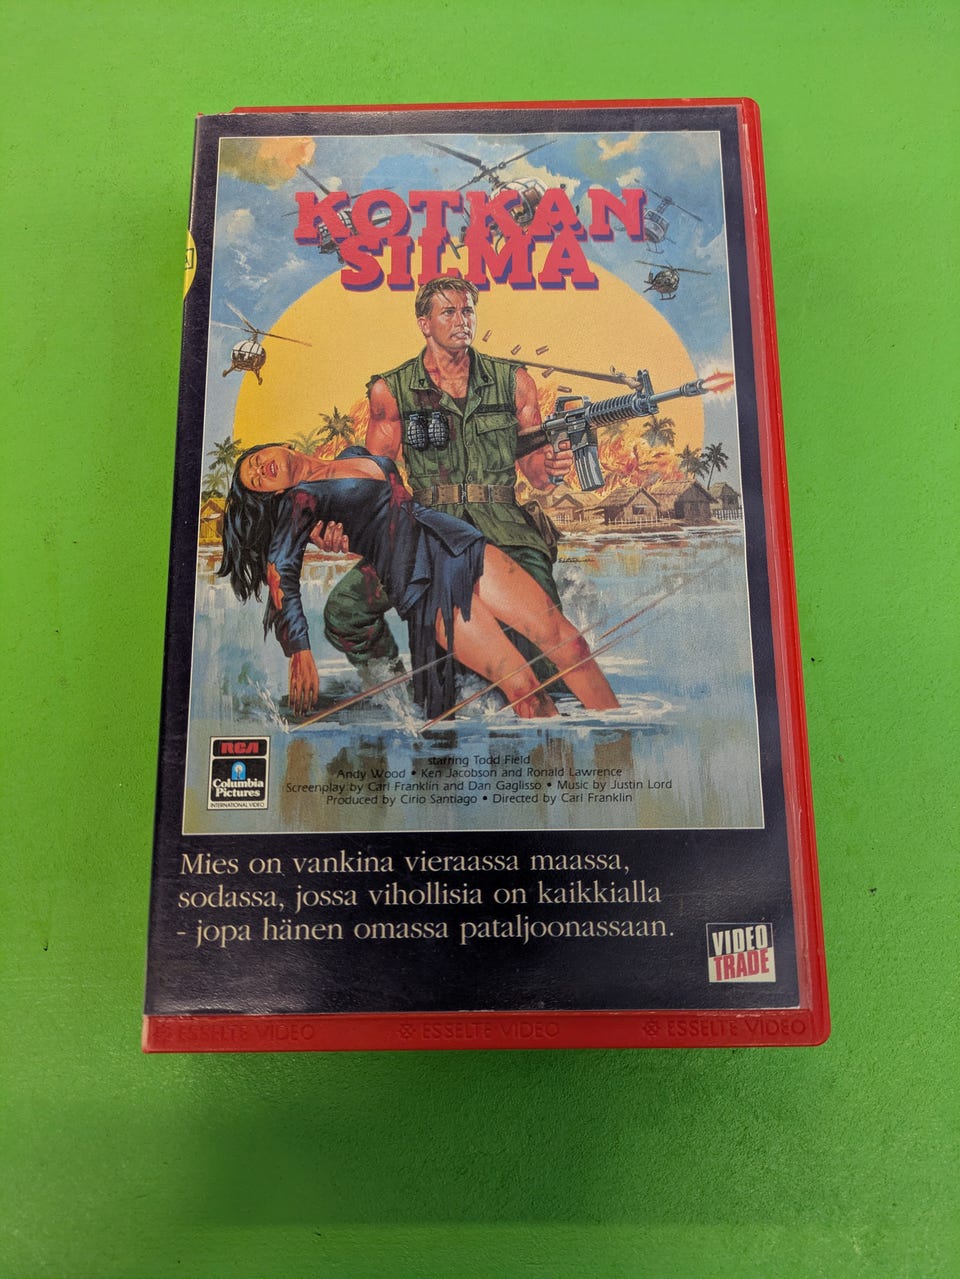 KOTKAN
SILMÄ
starring Todd Field
Andy Wood • Ken Jacobson and Ronald Lawrence
Screenplay by Carl Franklin and Dan Gaglisso • Music by Justin Lord
Produced by Cirio Santiago • Directed by Carl Franklin
RCA
Columbia
Pictures
INTERNATIONAL VIDEO
Mies on vankina vieraassa maassa,
sodassa, jossa vihollisia on kaikkialla
- jopa hänen omassa pataljoonassaan.
VIDEO
TRADE
ESSELTE VIDEO ESSELTE VIDEO ESSELTE VIDEO